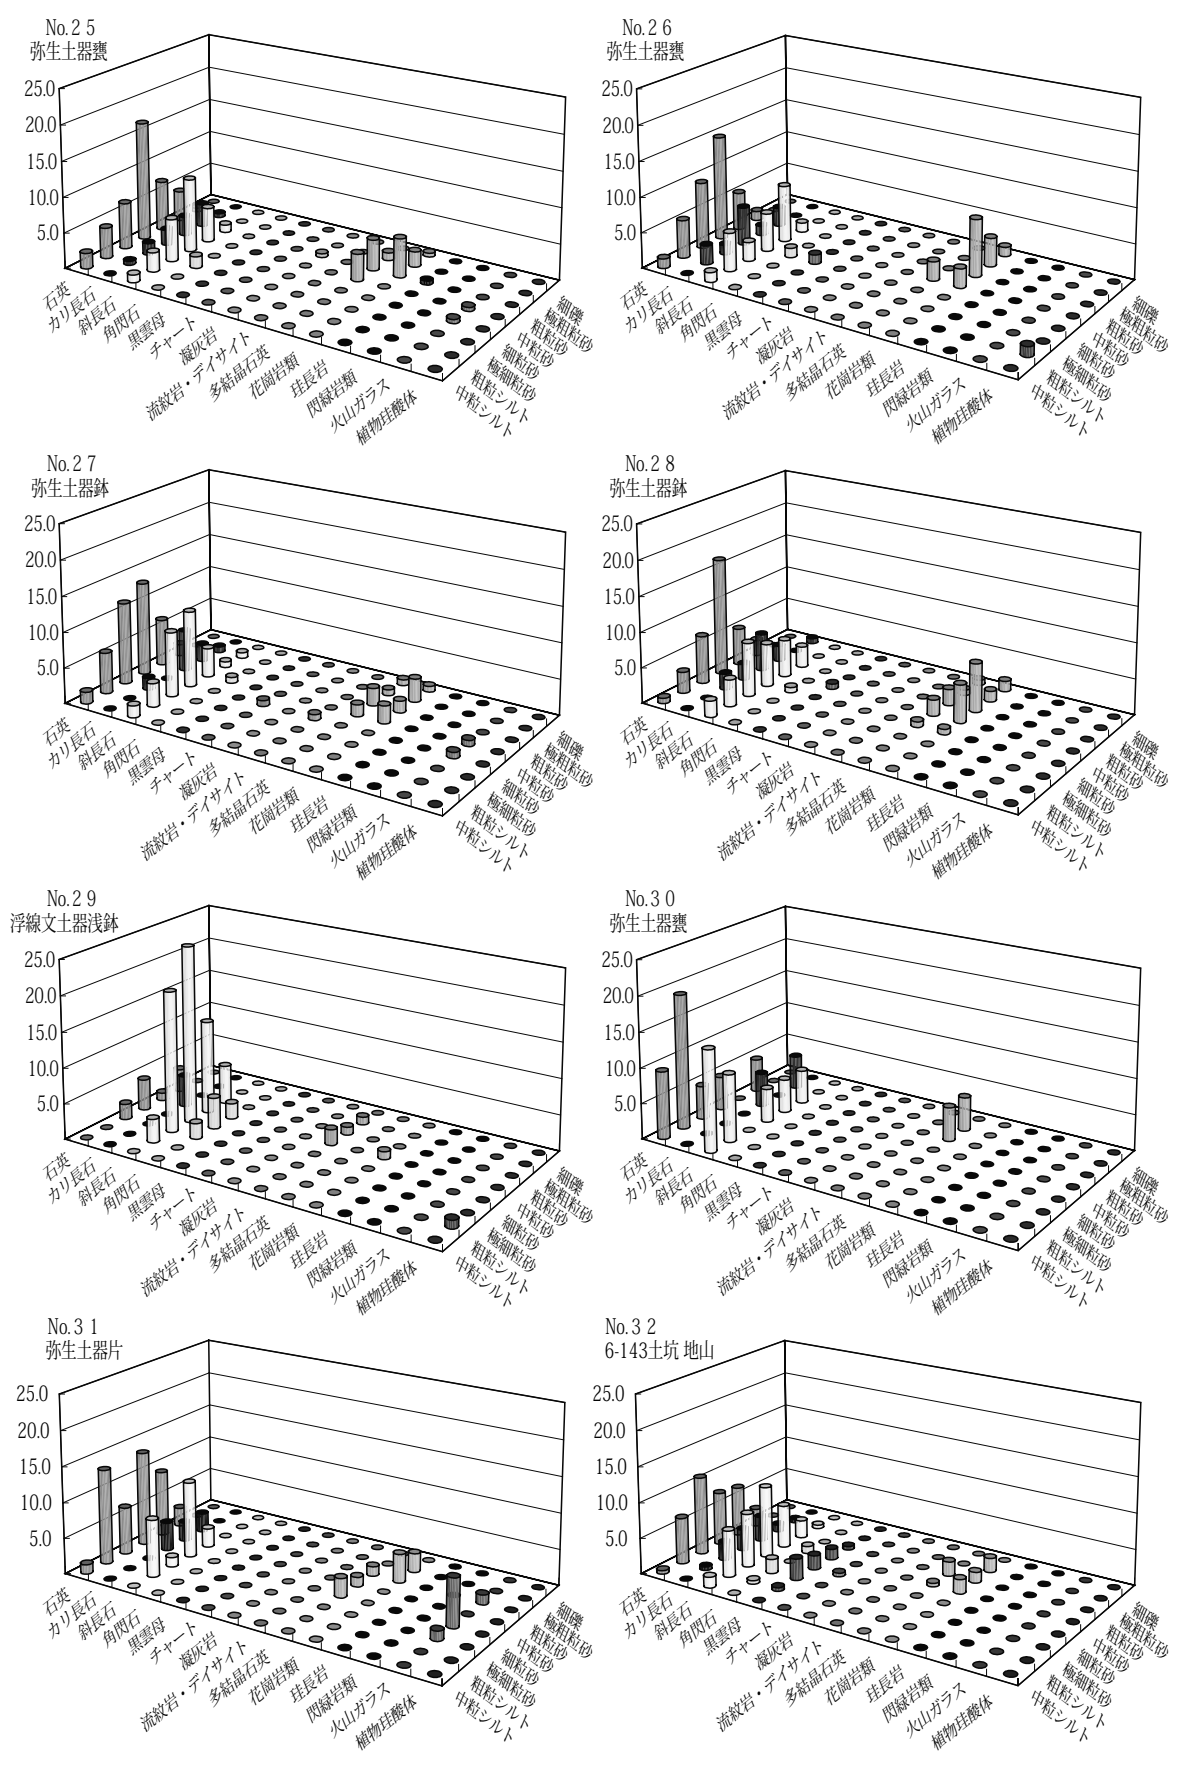 No.25
弥生土器甕
25.0
20.0
15.0
10.0
5.0
石英
カリ長石
斜長石
角閃石
黒雲母
チャート
凝灰岩
流紋岩・デイサイト
多結晶石英
花崗岩類
珪長岩
閃緑岩類
火山ガラス
植物珪酸体
細礫
極粗粒砂
粗粒砂
中粒砂
細粒砂
極細粒砂
粗粒シルト
中粒シルト
No.26
弥生土器甕
25.0
20.0
15.0
10.0
5.0
石英
カリ長石
斜長石
角閃石
黒雲母
チャート
凝灰岩
流紋岩・デイサイト
多結晶石英
花崗岩類
珪長岩
閃緑岩類
火山ガラス
植物珪酸体
細礫
極粗粒砂
粗粒砂
中粒砂
細粒砂
極細粒砂
粗粒シルト
中粒シルト
No.27
弥生土器鉢
25.0
20.0
15.0
10.0
5.0
石英
カリ長石
斜長石
角閃石
黒雲母
チャート
凝灰岩
流紋岩・デイサイト
多結晶石英
花崗岩類
珪長岩
閃緑岩類
火山ガラス
植物珪酸体
細礫
極粗粒砂
粗粒砂
中粒砂
細粒砂
極細粒砂
粗粒シルト
中粒シルト
No.28
弥生土器鉢
25.0
20.0
15.0
10.0
5.0
石英
カリ長石
斜長石
角閃石
黒雲母
チャート
凝灰岩
流紋岩・デイサイト
多結晶石英
花崗岩類
珪長岩
閃緑岩類
火山ガラス
植物珪酸体
細礫
極粗粒砂
粗粒砂
中粒砂
細粒砂
極細粒砂
粗粒シルト
中粒シルト
No.29
浮線文土器浅鉢
25.0
20.0
15.0
10.0
5.0
石英
カリ長石
斜長石
角閃石
黒雲母
チャート
凝灰岩
流紋岩・デイサイト
多結晶石英
花崗岩類
珪長岩
閃緑岩類
火山ガラス
植物珪酸体
細礫
極粗粒砂
粗粒砂
中粒砂
細粒砂
極細粒砂
粗粒シルト
中粒シルト
No.30
弥生土器甕
25.0
20.0
15.0
10.0
5.0
石英
カリ長石
斜長石
角閃石
黒雲母
チャート
凝灰岩
流紋岩・デイサイト
多結晶石英
花崗岩類
珪長岩
閃緑岩類
火山ガラス
植物珪酸体
細礫
極粗粒砂
粗粒砂
中粒砂
細粒砂
極細粒砂
粗粒シルト
中粒シルト
No.31
弥生土器片
25.0
20.0
15.0
10.0
5.0
石英
カリ長石
斜長石
角閃石
黒雲母
チャート
凝灰岩
流紋岩・デイサイト
多結晶石英
花崗岩類
珪長岩
閃緑岩類
火山ガラス
植物珪酸体
細礫
極粗粒砂
粗粒砂
中粒砂
細粒砂
極細粒砂
粗粒シルト
中粒シルト
No.32
6-143土坑 地山
25.0
20.0
15.0
10.0
5.0
石英
カリ長石
斜長石
角閃石
黒雲母
チャート
凝灰岩
流紋岩・デイサイト
多結晶石英
花崗岩類
珪長岩
閃緑岩類
火山ガラス
植物珪酸体
細礫
極粗粒砂
粗粒砂
中粒砂
細粒砂
極細粒砂
粗粒シルト
中粒シルト